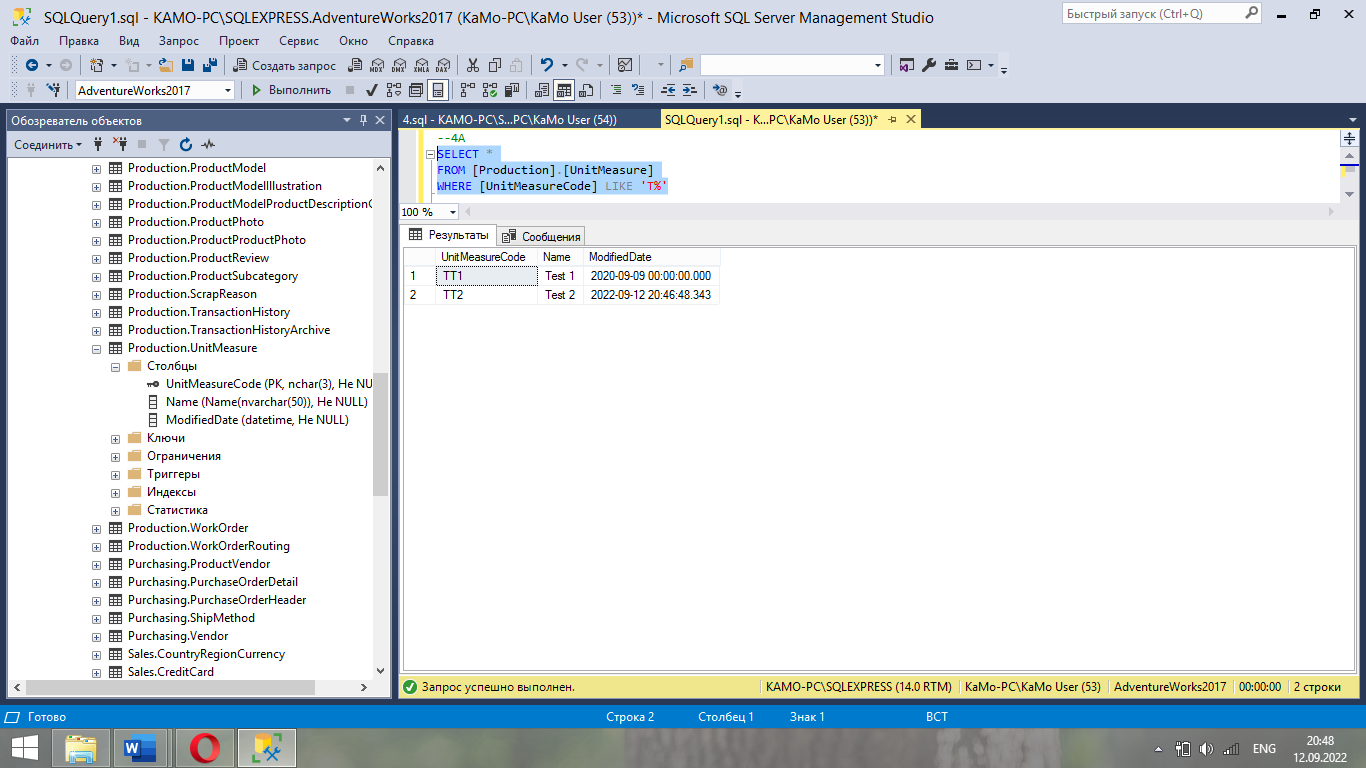 SQLQuery1.sql - KAMO-PC\SQLEXPRESS.AdventureWorks2017 (KaMo-PC\KaMo User (53))* - Microsoft SQL Server Management Studio
Быстрый запуск (Ctrl+Q)
Файл Правка Вид Запрос Проект Сервис Окно Справка
Создать запрос MDX DMX XMLA DAX
AdventureWorks2017 Выполнить
Обозреватель объектов
Соединить
Production.ProductModel
Production.ProductModelIllustration
Production.ProductModelProductDescriptionC
Production.ProductPhoto
Production.ProductProductPhoto
Production.ProductReview
Production.ProductSubcategory
Production.ScrapReason
Production.TransactionHistory
Production.TransactionHistoryArchive
Production.UnitMeasure
Столбцы
UnitMeasureCode (PK, nchar(3), Не NU
Name (Name(nvarchar(50)), Не NULL)
ModifiedDate (datetime, Не NULL)
Ключи
Ограничения
Триггеры
Индексы
Статистика
Production.WorkOrder
Production.WorkOrderRouting
Purchasing.ProductVendor
Purchasing.PurchaseOrderDetail
Purchasing.PurchaseOrderHeader
Purchasing.ShipMethod
Purchasing.Vendor
Sales.CountryRegionCurrency
Sales.CreditCard
4.sql - KAMO-PC\S...PC\KaMo User (54)) SQLQuery1.sql - K...PC\KaMo User (53))*
--4A
SELECT *
FROM [Production].[UnitMeasure]
WHERE [UnitMeasureCode] LIKE 'T%'
100 %
Результаты Сообщения
UnitMeasureCode Name ModifiedDate
1 TT1 Test 1 2020-09-09 00:00:00.000
2 TT2 Test 2 2022-09-12 20:46:48.343
Запрос успешно выполнен. KAMO-PC\SQLEXPRESS (14.0 RTM) KaMo-PC\KaMo User (53) AdventureWorks2017 00:00:00 2 строки
Готово Строка 2 Столбец 1 Знак 1 ВСТ
ENG
20:48
12.09.2022